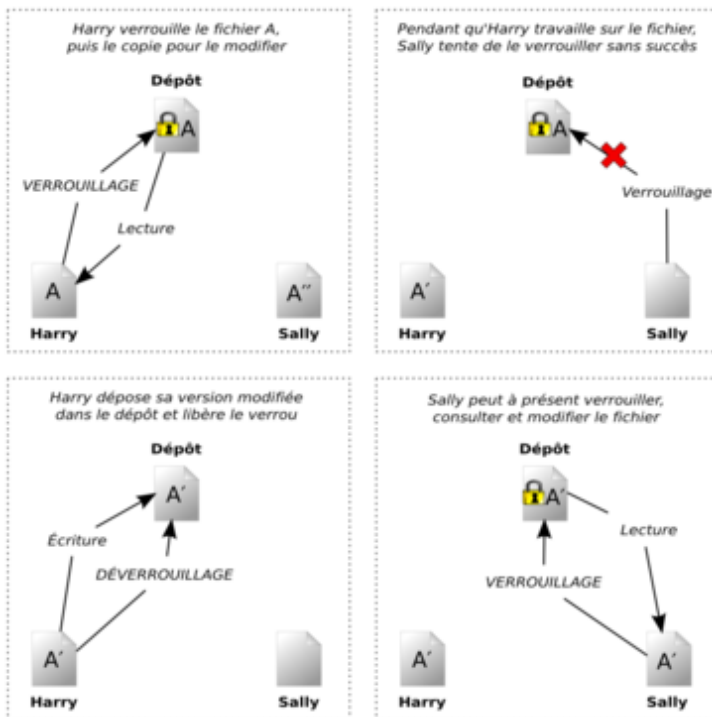 Harry verrouille le fichier A,
puis le copie pour le modifier
Dépôt
A
VERROUILLAGE
Lecture
A
A′′
Harry
Sally
Pendant qu'Harry travaille sur le fichier,
Sally tente de le verrouiller sans succès
Dépôt
A
Verrouillage
A′
Harry
Sally
Harry dépose sa version modifiée
dans le dépôt et libère le verrou
Dépôt
A′
Écriture
DÉVERROUILLAGE
A′
Harry
Sally
Sally peut à présent verrouiller,
consulter et modifier le fichier
Dépôt
A′
Lecture
VERROUILLAGE
A′
A′
Harry
Sally